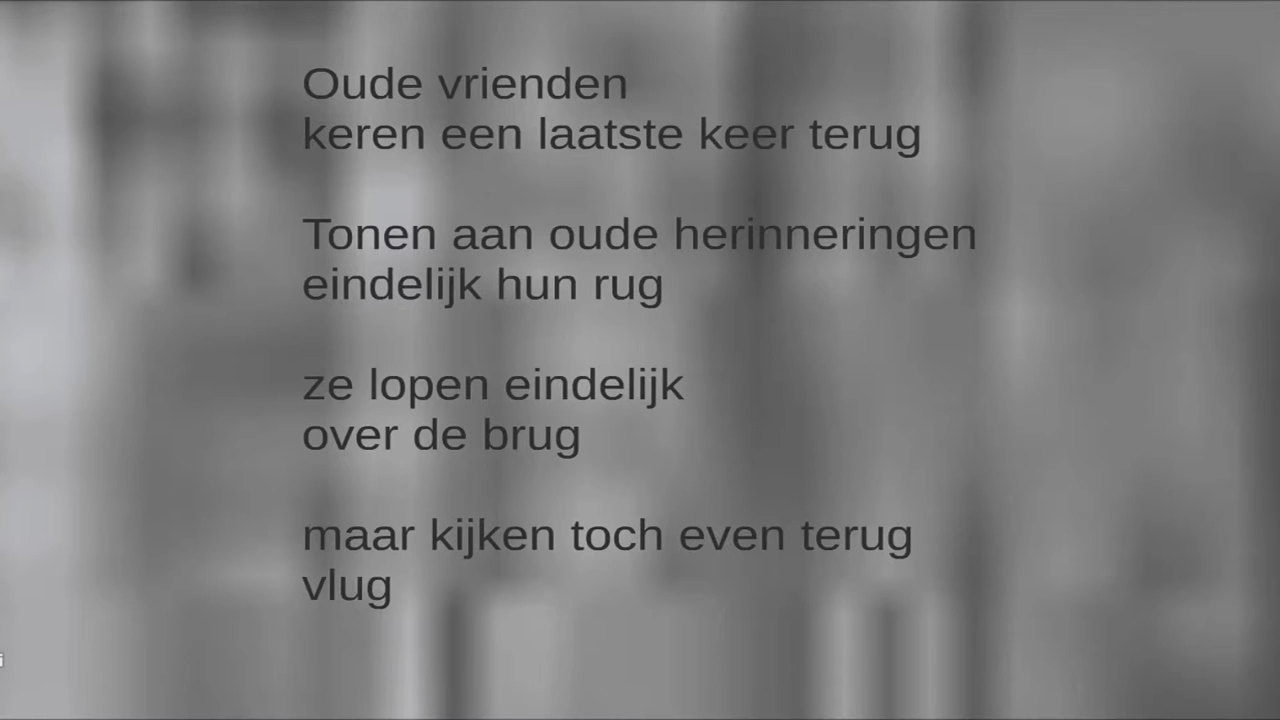 Oude vrienden
keren een laatste keer terug
Tonen aan oude herinneringen
eindelijk hun rug
ze lopen eindelijk
over de brug
maar kijken toch even terug
vlug